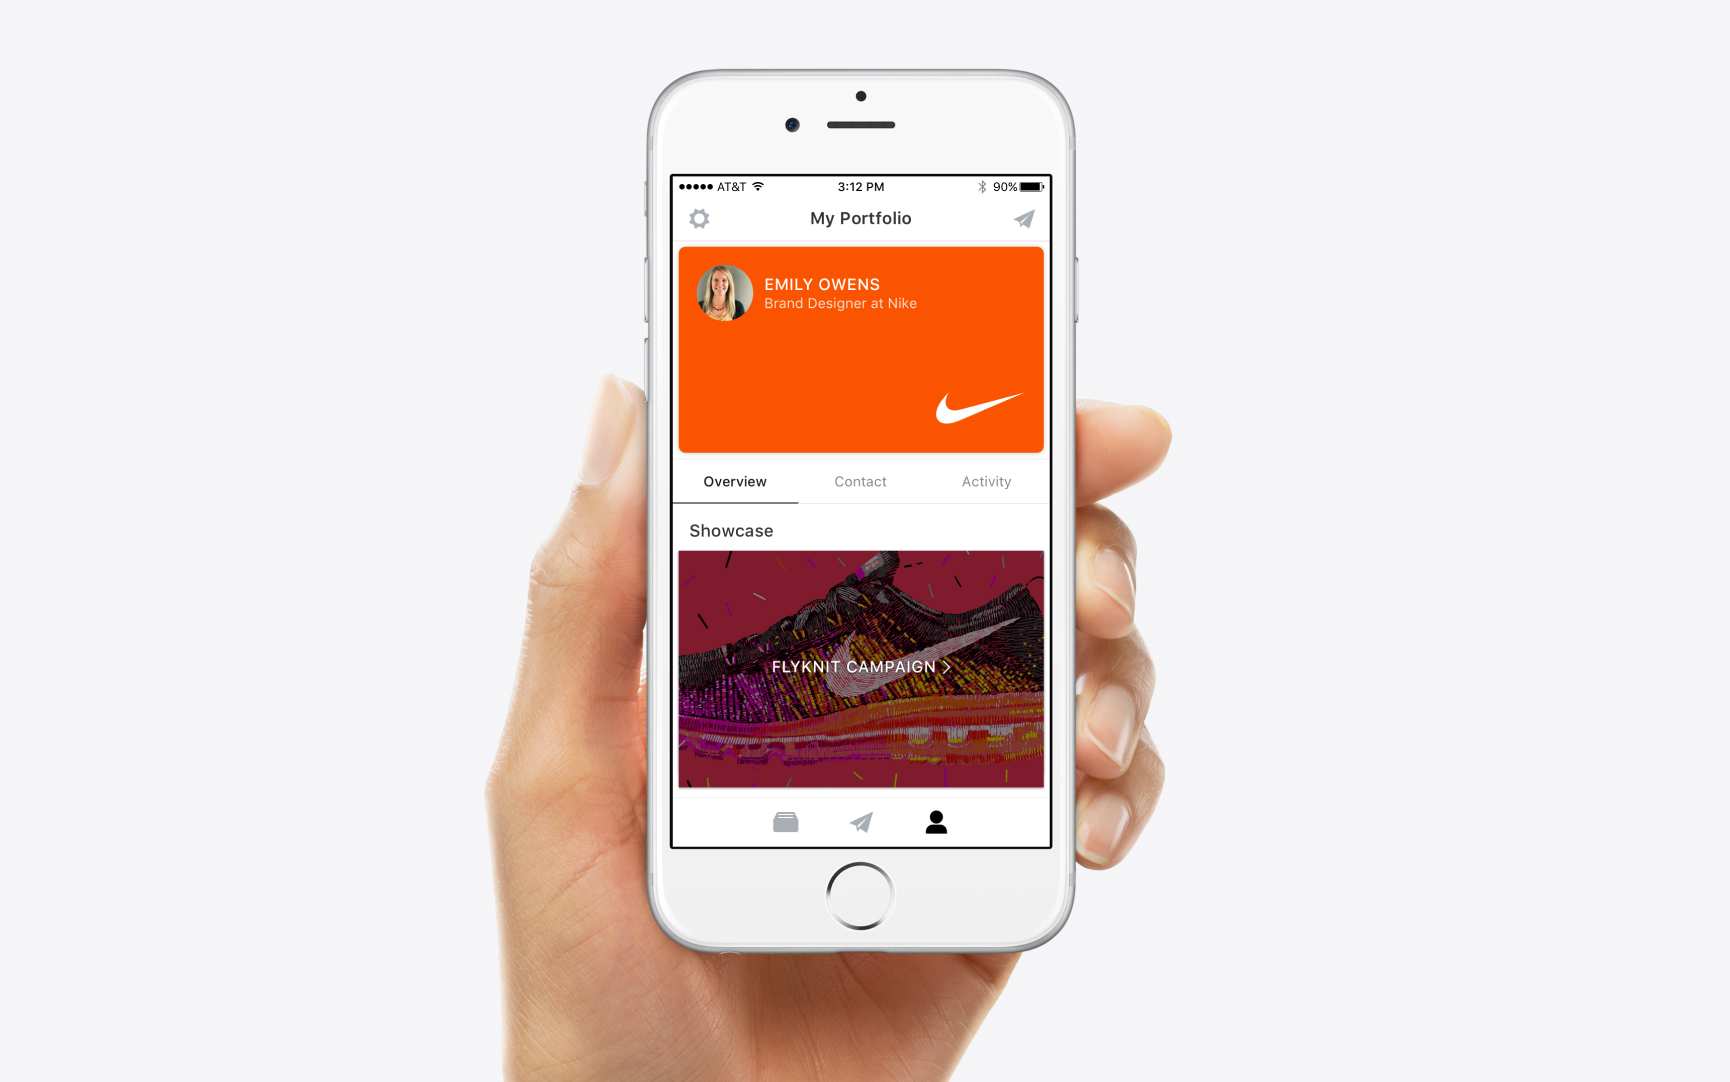 AT&T 3:12 PM 90%
My Portfolio
EMILY OWENS
Brand Designer at Nike
Overview Contact Activity
Showcase
FLYKNIT CAMPAIGN